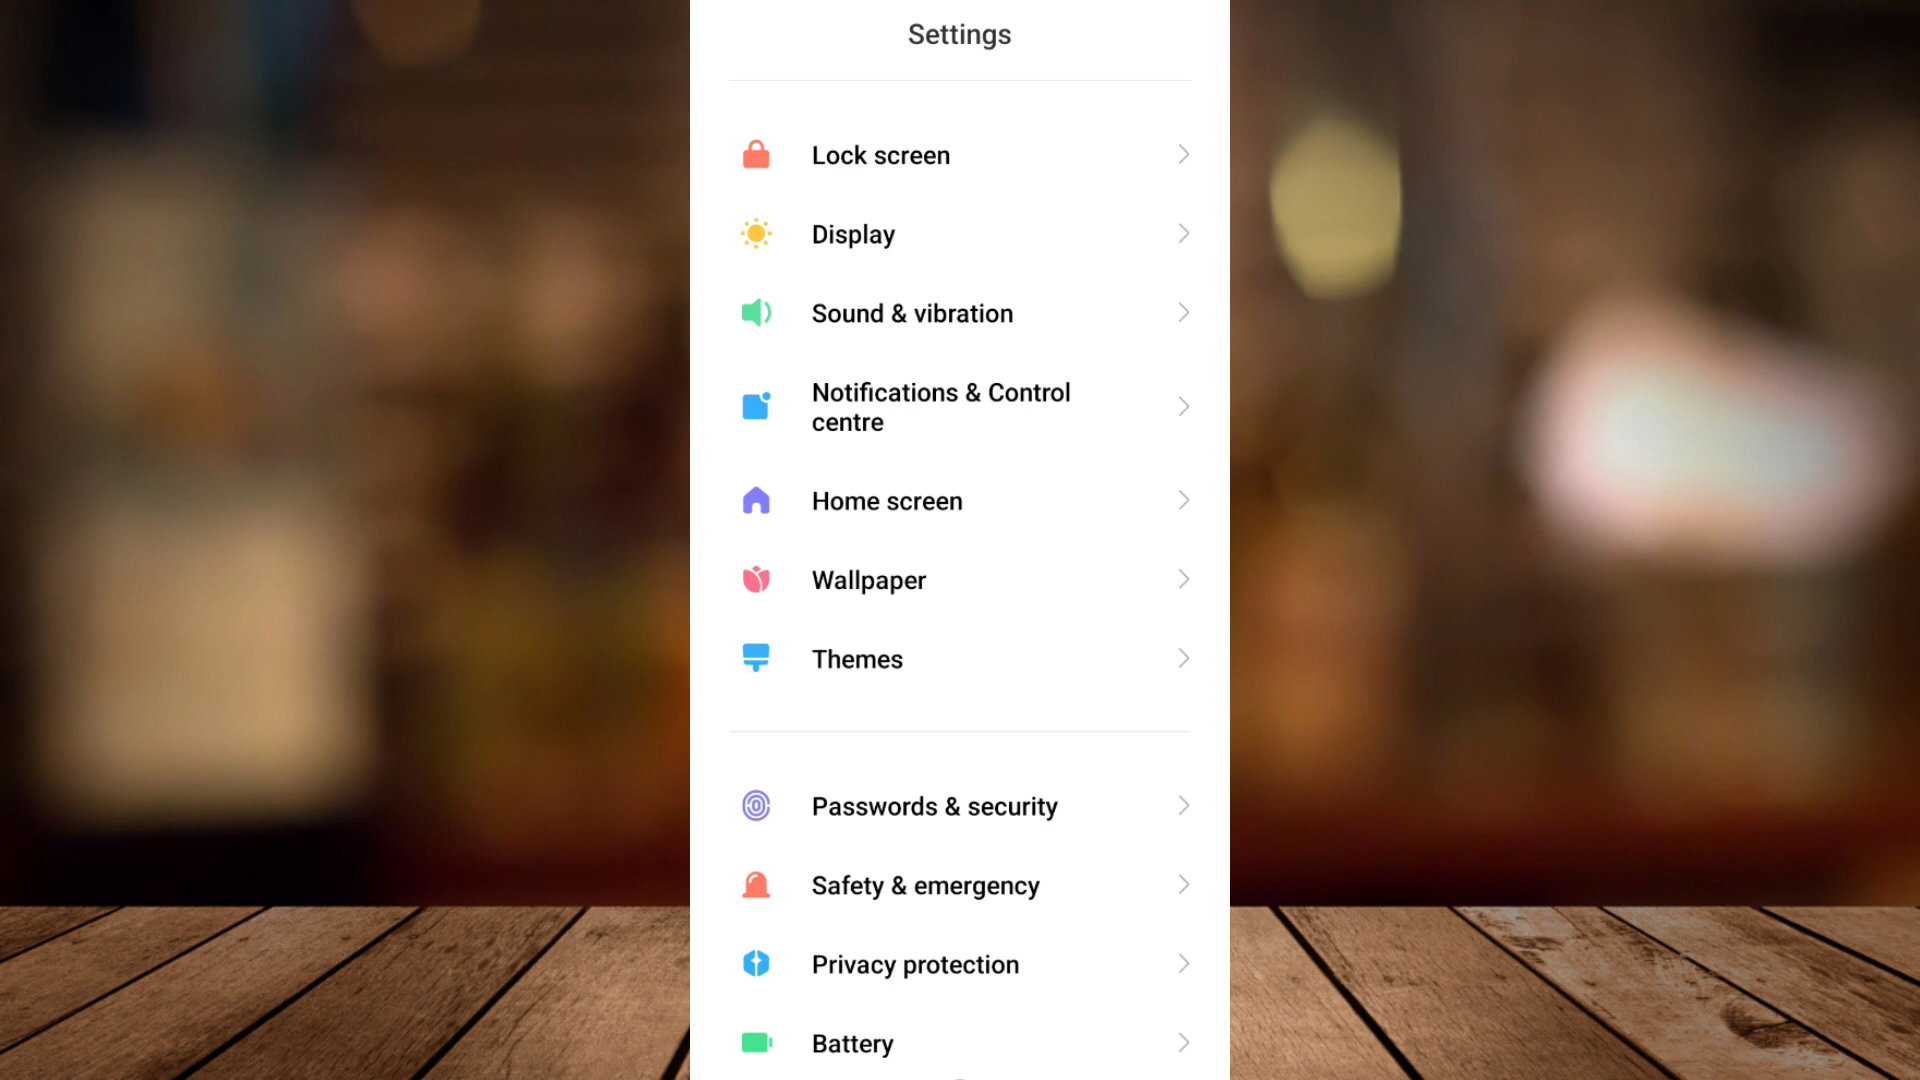 Settings
Lock screen
Display
Sound & vibration
Notifications & Control
centre
Home screen
Wallpaper
Themes
Passwords & security
Safety & emergency
Privacy protection
Battery